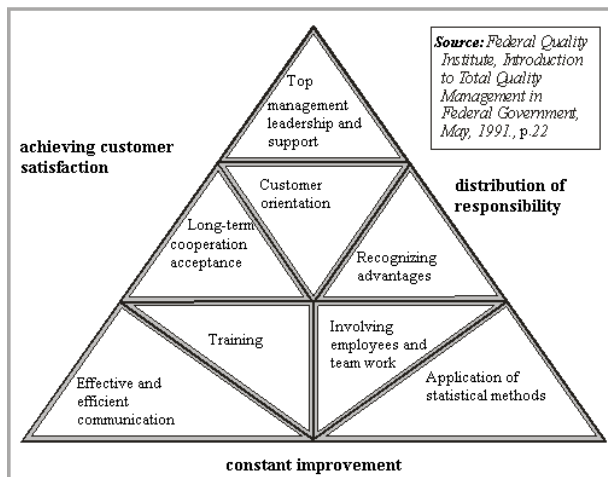 Source: Federal Quality
Institute, Introduction
to Total Quality
Management in
Federal Government,
May, 1991., p.22
Top
management
leadership and
support
achieving customer
satisfaction
Customer
orientation
distribution of
responsibility
Long-term
cooperation
acceptance
Recognizing
advantages
Training
Involving
employees and
team work
Effective and
efficient
communication
Application of
statistical methods
constant improvement